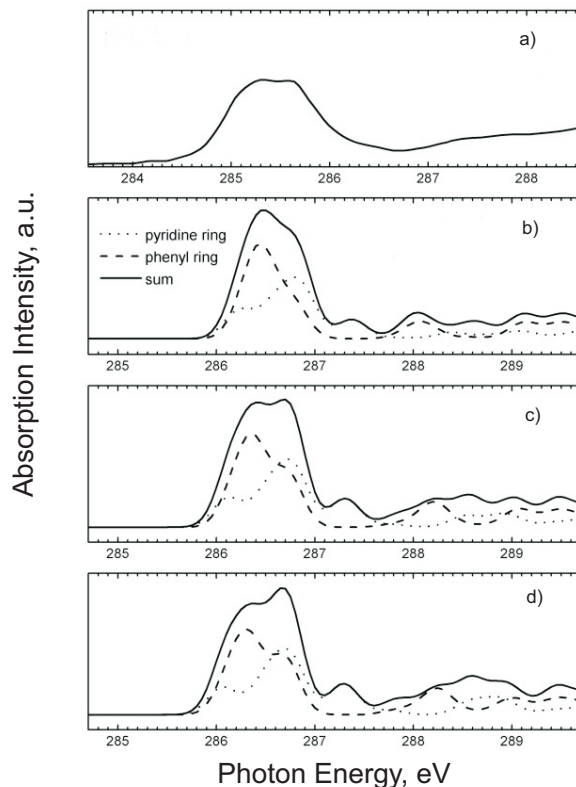 a)
284 285 286 287 288
b)
pyridine ring
phenyl ring
sum
285 286 287 288 289
c)
285 286 287 288 289
d)
285 286 287 288 289
Absorption Intensity, a.u.
Photon Energy, eV